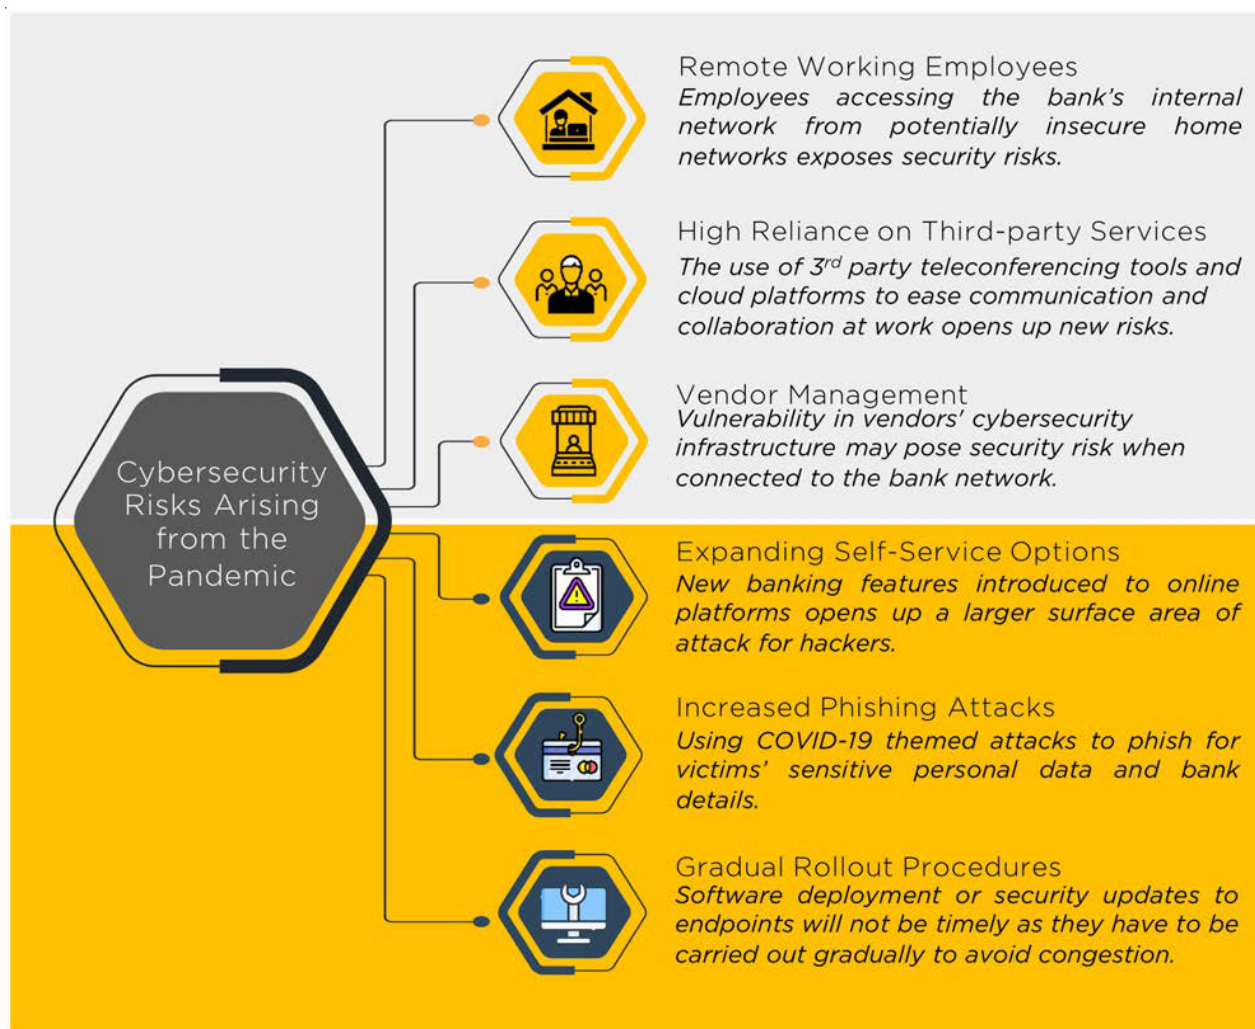 Cybersecurity
Risks Arising
from the
Pandemic
Remote Working Employees
Employees accessing the bank's internal
network from potentially insecure home
networks exposes security risks.
High Reliance on Third-party Services
The use of 3rd party teleconferencing tools and
cloud platforms to ease communication and
collaboration at work opens up new risks.
Vendor Management
Vulnerability in vendors' cybersecurity
infrastructure may pose security risk when
connected to the bank network.
Expanding Self-Service Options
New banking features introduced to online
platforms opens up a larger surface area of
attack for hackers.
Increased Phishing Attacks
Using COVID-19 themed attacks to phish for
victims' sensitive personal data and bank
details.
Gradual Rollout Procedures
Software deployment or security updates to
endpoints will not be timely as they have to be
carried out gradually to avoid congestion.